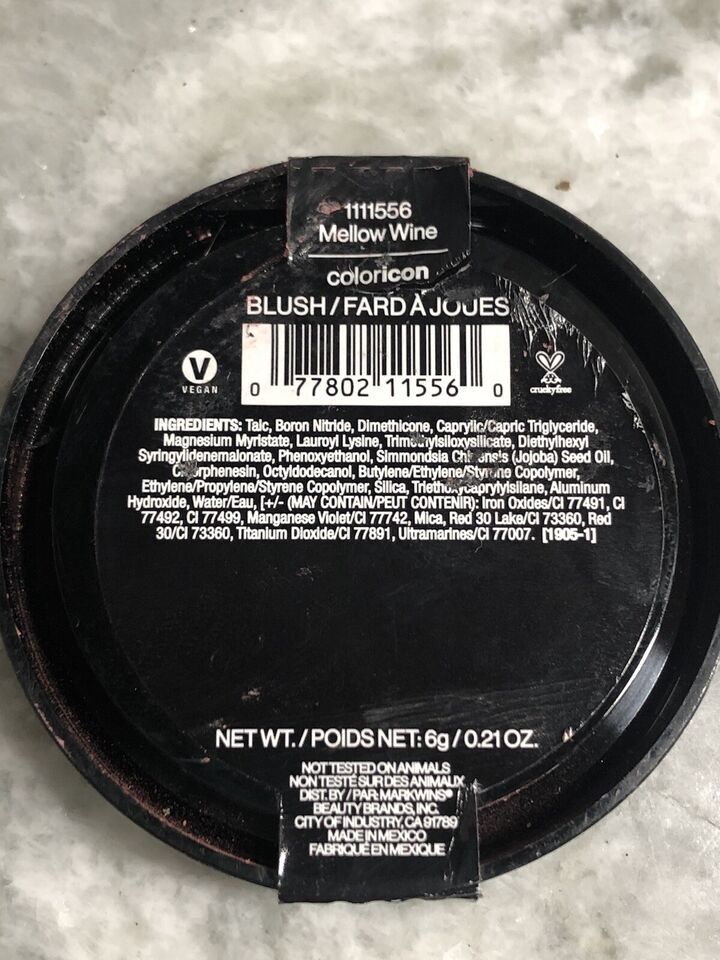 1111556
Mellow Wine
coloricon
BLUSH / FARD À JOUES
V
VEGAN
0 77802 11556 0
crueltyfree
INGREDIENTS: Talc, Boron Nitride, Dimethicone, Caprylic/Capric Triglyceride,
Magnesium Myristate, Lauroyl Lysine, Trimethylsiloxysilicate, Diethylhexyl
Syringylidenemalonate, Phenoxyethanol, Simmondsia Chinensis (Jojoba) Seed Oil,
Chlorphenesin, Octyldodecanol, Butylene/Ethylene/Styrene Copolymer,
Ethylene/Propylene/Styrene Copolymer, Silica, Triethoxycaprylylsilane, Aluminum
Hydroxide, Water/Eau, [+/- (MAY CONTAIN/PEUT CONTENIR): Iron Oxides/CI 77491, CI
77492, CI 77499, Manganese Violet/CI 77742, Mica, Red 30 Lake/CI 73360, Red
30/CI 73360, Titanium Dioxide/CI 77891, Ultramarines/CI 77007. [1905-1]
NET WT. / POIDS NET: 6g / 0.21 OZ.
NOT TESTED ON ANIMALS
NON TESTÉ SUR DES ANIMAUX
DIST. BY / PAR: MARKWINS®
BEAUTY BRANDS, INC.
CITY OF INDUSTRY, CA 91789
MADE IN MEXICO
FABRIQUÉ EN MEXIQUE